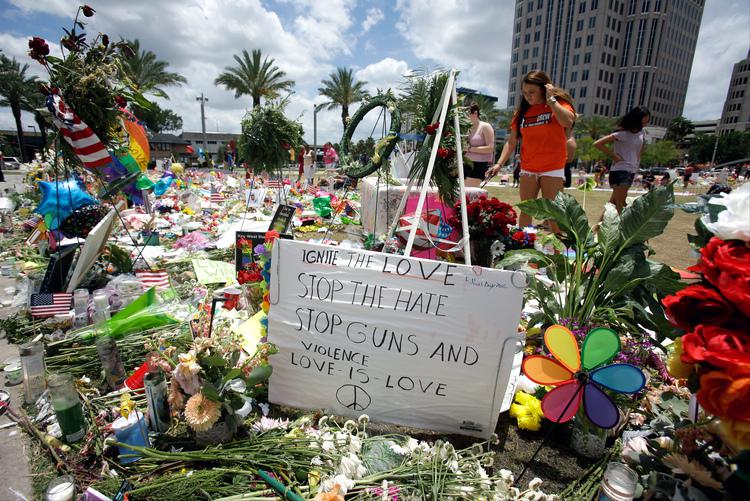 IGNITE THE LOVE
STOP THE HATE
STOP GUNS AND
VIOLENCE
LOVE IS LOVE